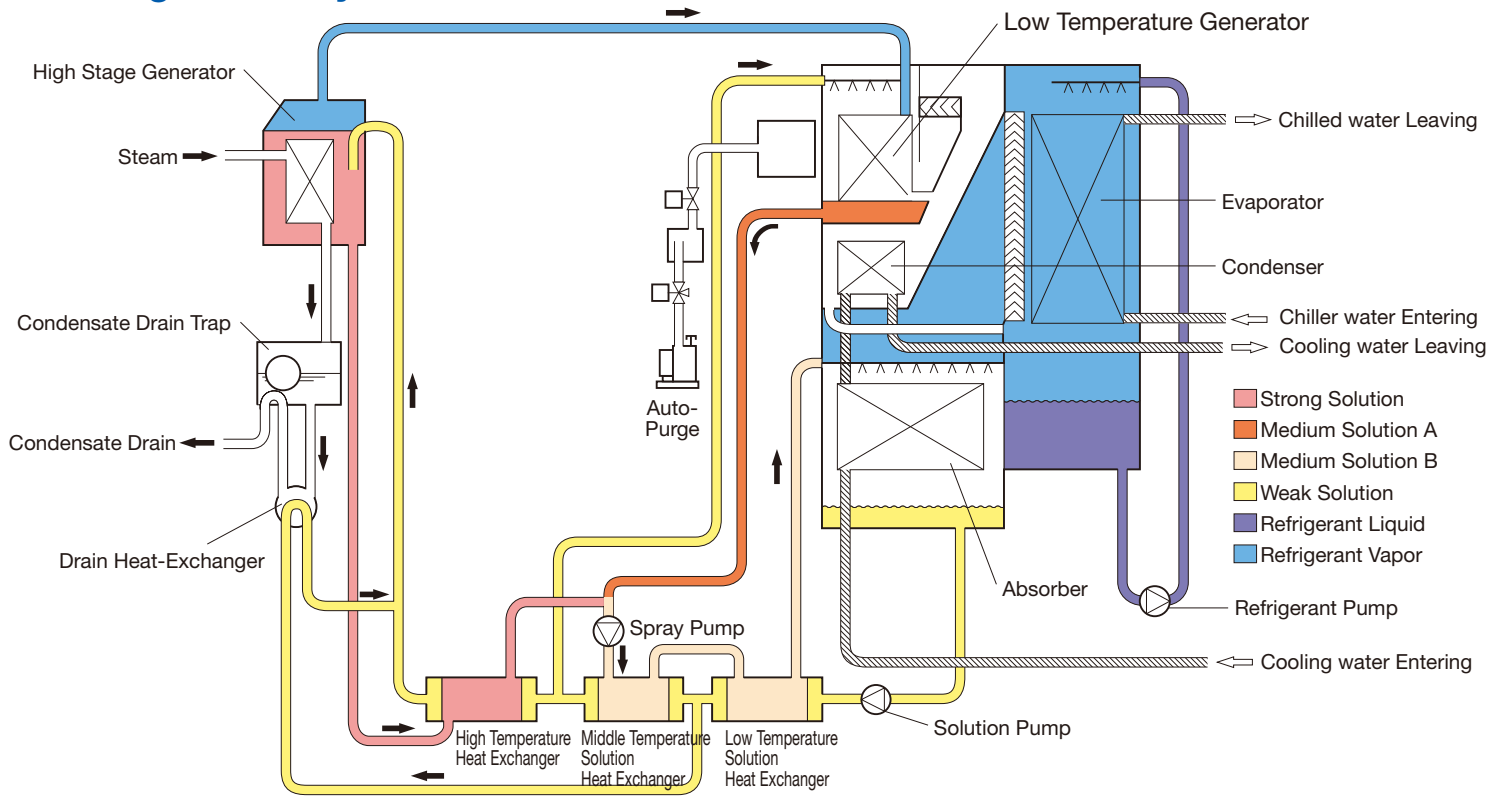 Low Temperature Generator
High Stage Generator
Steam
Chilled water Leaving
Evaporator
Condenser
Chiller water Entering
Cooling water Leaving
Condensate Drain Trap
Auto-
Purge
Strong Solution
Medium Solution A
Medium Solution B
Weak Solution
Refrigerant Liquid
Refrigerant Vapor
Condensate Drain
Drain Heat-Exchanger
Absorber
Refrigerant Pump
Spray Pump
Cooling water Entering
Solution Pump
High Temperature
Heat Exchanger
Middle Temperature
Solution
Heat Exchanger
Low Temperature
Solution
Heat Exchanger